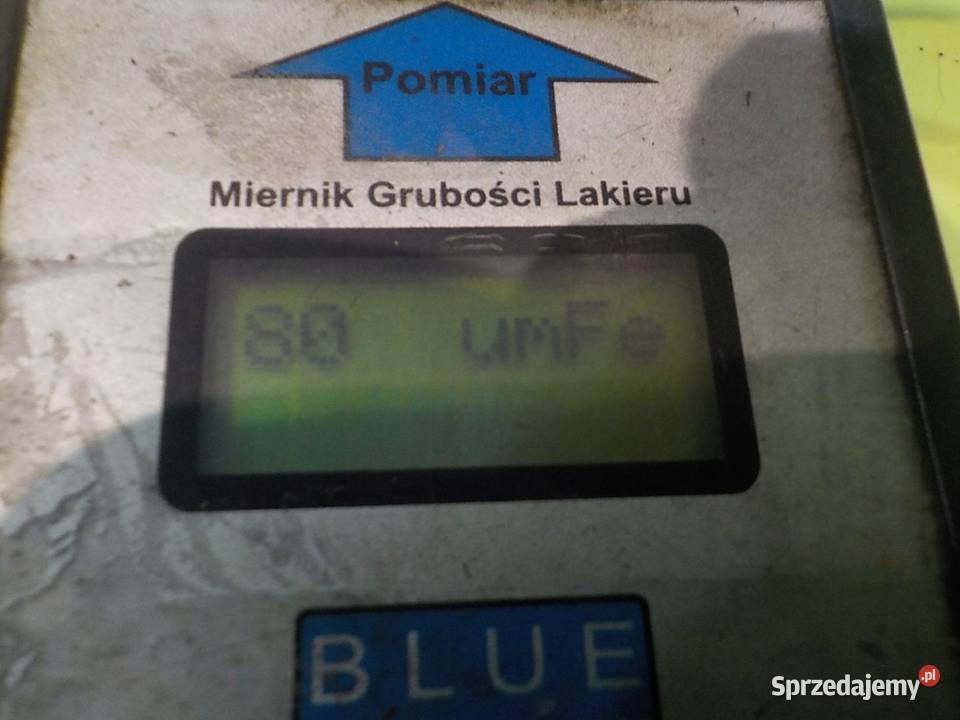 Pomiar
Miernik Grubości Lakieru
80 umFe
BLUE
Sprzedajemy.pl